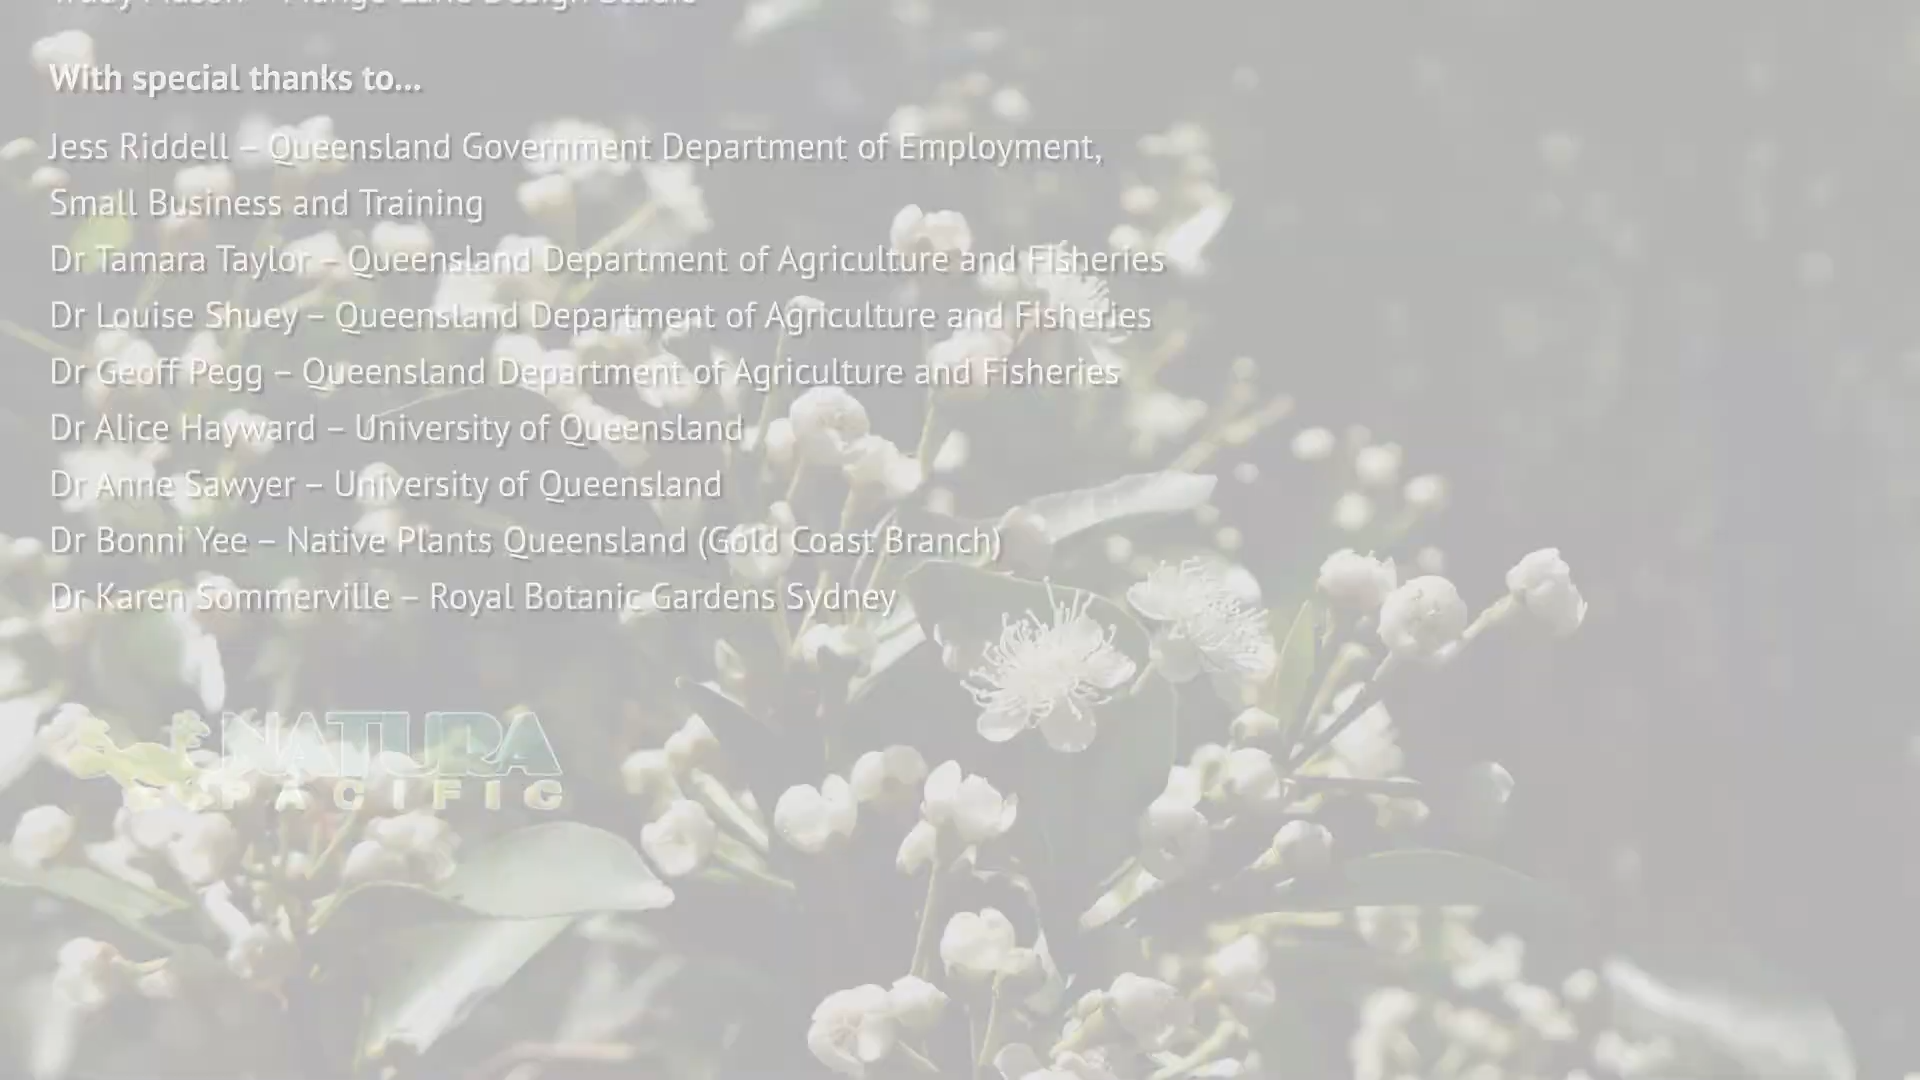 With special thanks to...
Jess Riddell – Queensland Government Department of Employment,
Small Business and Training
Dr Tamara Taylor – Queensland Department of Agriculture and Fisheries
Dr Louise Shuey – Queensland Department of Agriculture and Fisheries
Dr Geoff Pegg – Queensland Department of Agriculture and Fisheries
Dr Alice Hayward – University of Queensland
Dr Anne Sawyer – University of Queensland
Dr Bonni Yee – Native Plants Queensland (Gold Coast Branch)
Dr Karen Sommerville – Royal Botanic Gardens Sydney
NATURA
PACIFIC